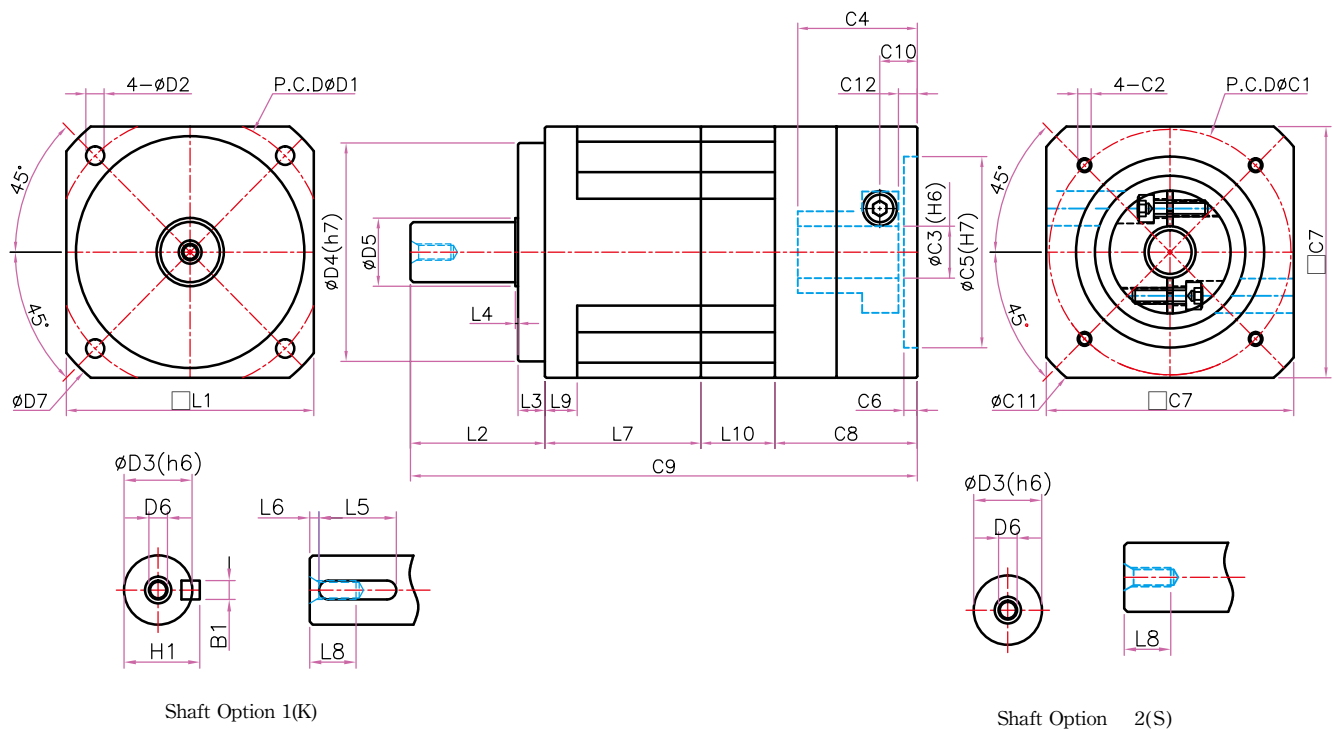 4-øD2
P.C.DøD1
45°
45°
øD7
□L1
C4
C10
C12
øD4(h7)
øD5
L4
øC3(H6)
øC5(H7)
L3
L9
C6
L2
L7
L10
C8
C9
4-C2
P.C.DøC1
45°
45°
□C7
øC11
□C7
øD3(h6)
D6
B1
H1
L6
L5
L8
Shaft Option 1(K)
øD3(h6)
D6
L8
Shaft Option 2(S)